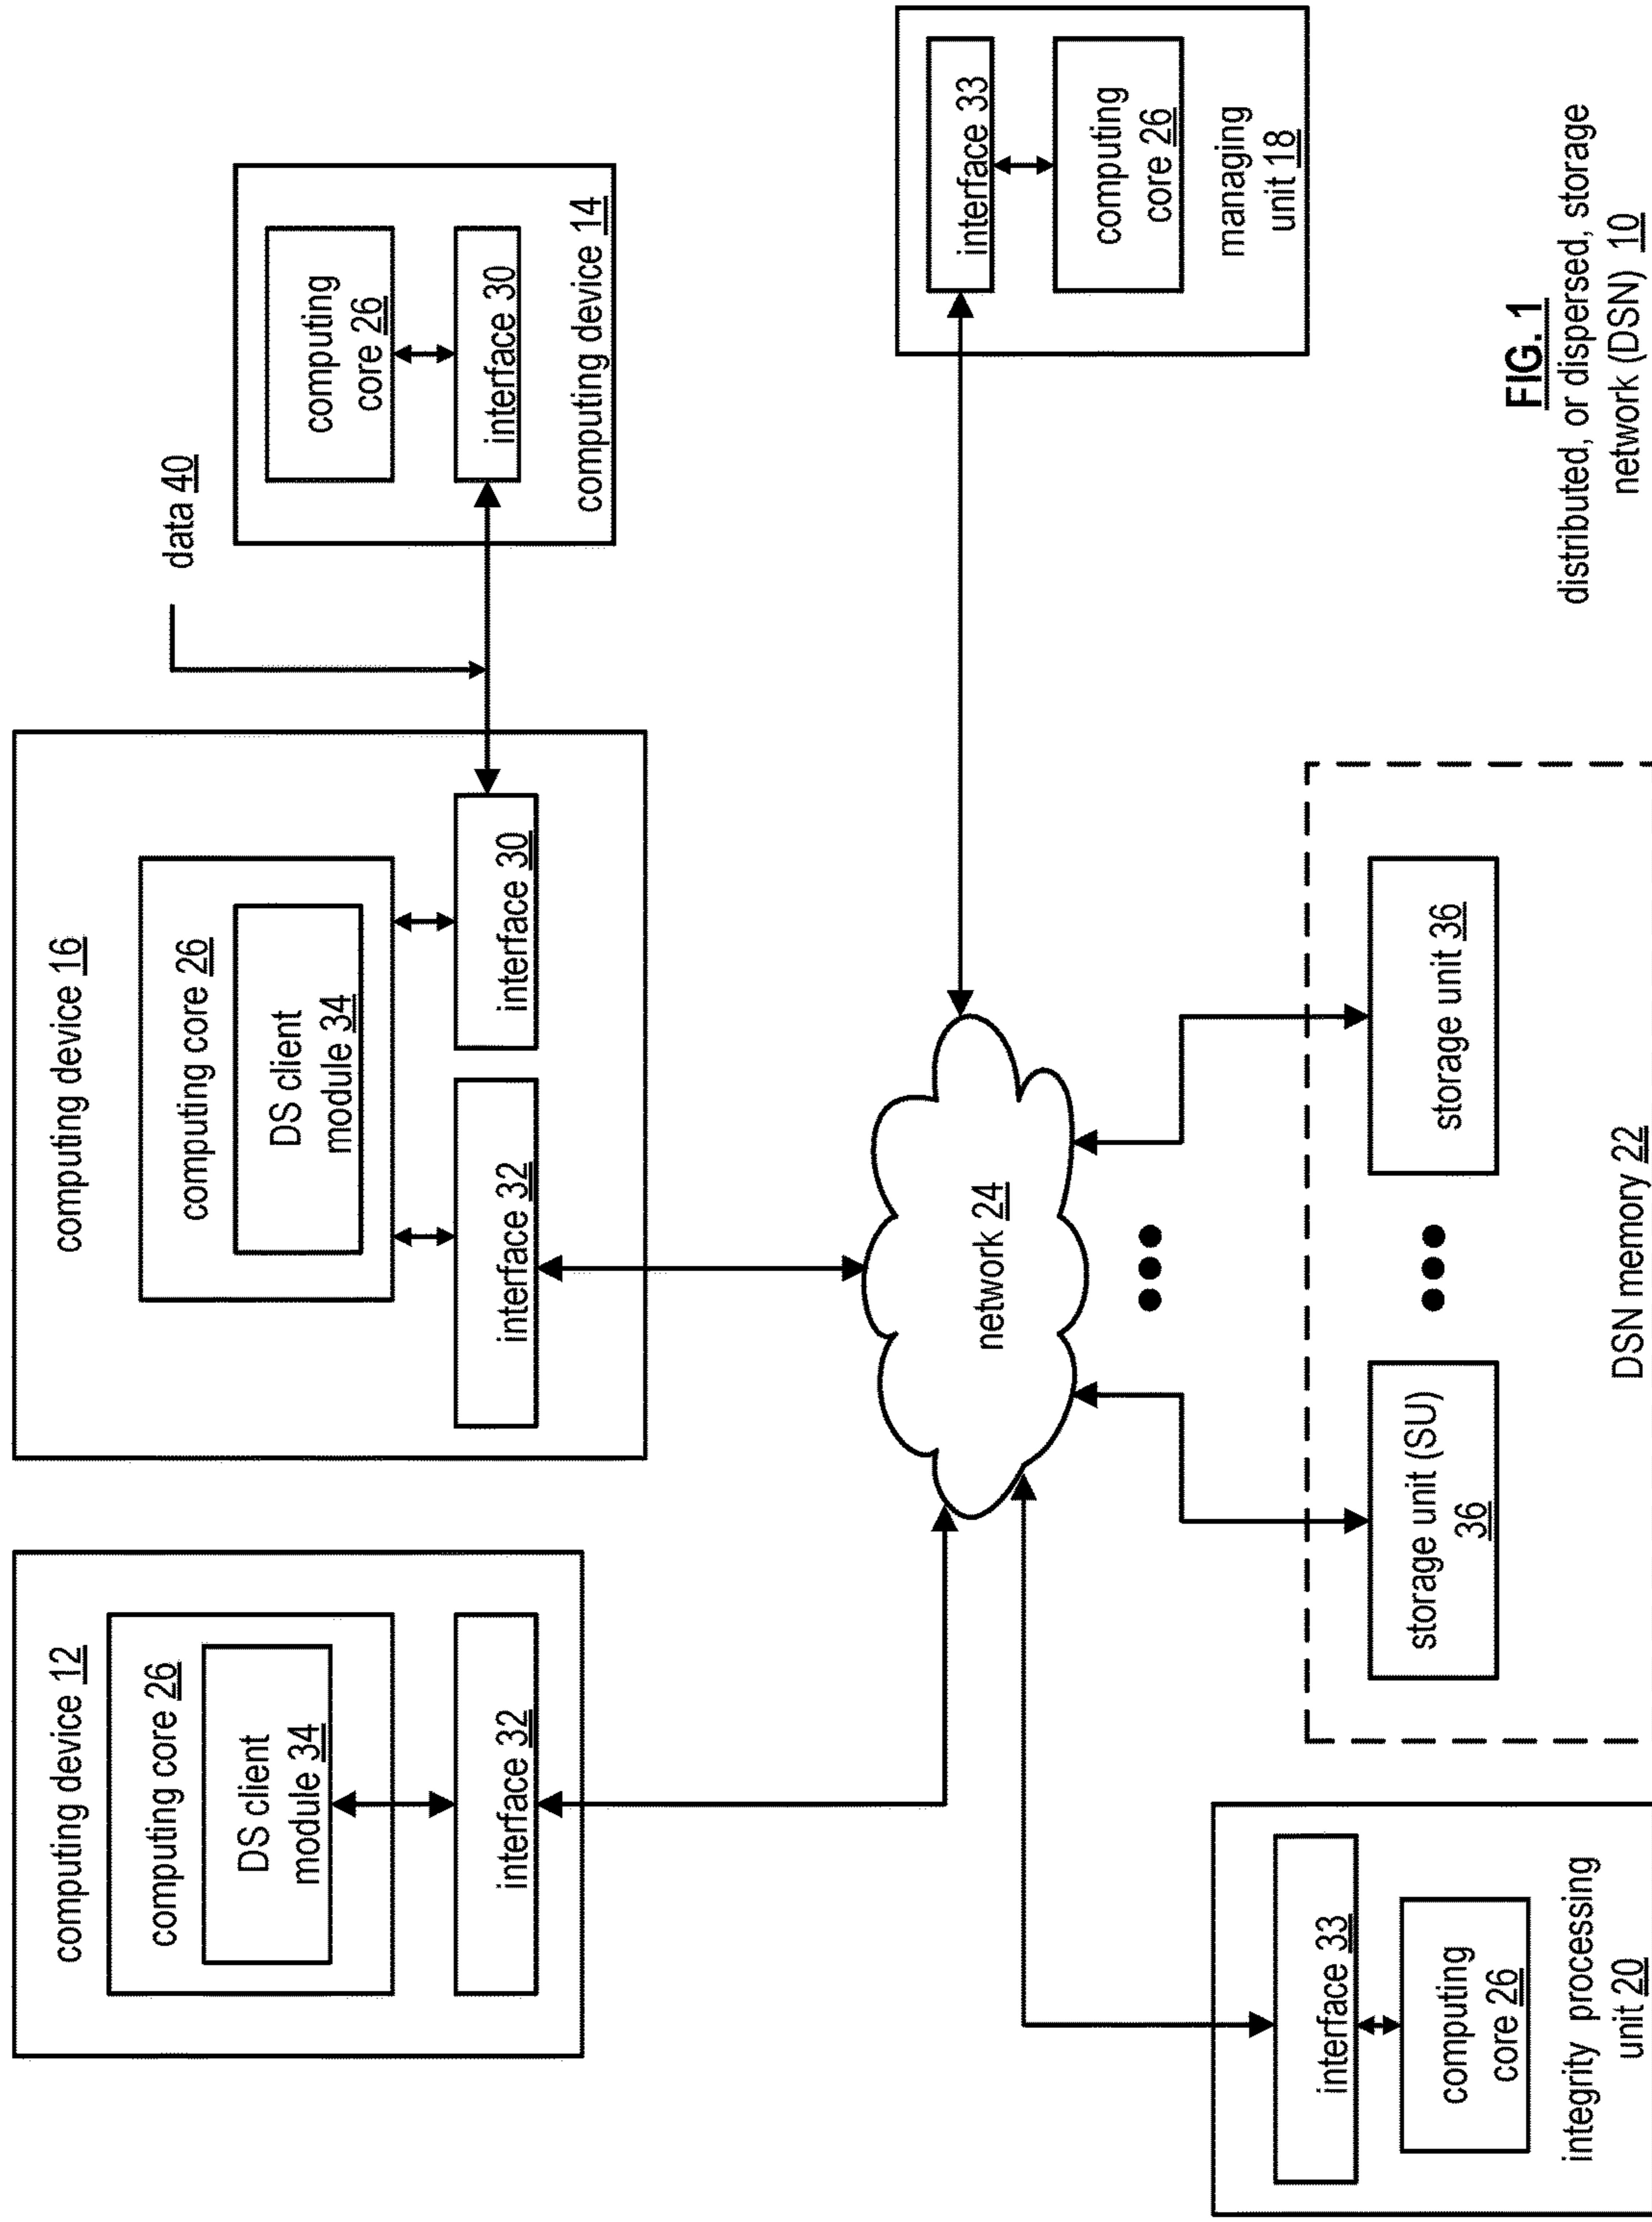 computing device 12
computing core 26
DS client
module 34
interface 32
computing device 16
computing core 26
DS client
module 34
interface 32
interface 30
data 40
computing
core 26
interface 30
computing device 14
network 24
interface 33
computing
core 26
managing
unit 18
interface 33
computing
core 26
integrity processing
unit 20
storage unit (SU)
36
storage unit 36
DSN memory 22
FIG. 1
distributed, or dispersed, storage
network (DSN) 10